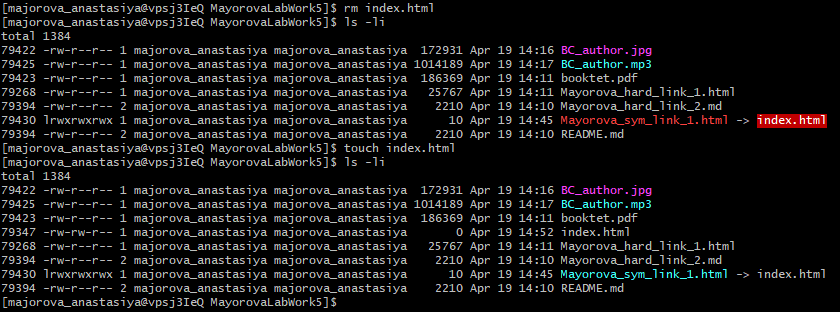 [majorova_anastasiya@vpsj3IeQ MayorovaLabWork5]$ rm index.html
[majorova_anastasiya@vpsj3IeQ MayorovaLabWork5]$ ls -li
total 1384
79422 -rw-r--r-- 1 majorova_anastasiya majorova_anastasiya  172931 Apr 19 14:16 BC_author.jpg
79425 -rw-r--r-- 1 majorova_anastasiya majorova_anastasiya 1014189 Apr 19 14:17 BC_author.mp3
79423 -rw-r--r-- 1 majorova_anastasiya majorova_anastasiya  186369 Apr 19 14:11 booktet.pdf
79268 -rw-r--r-- 1 majorova_anastasiya majorova_anastasiya   25767 Apr 19 14:11 Mayorova_hard_link_1.html
79394 -rw-r--r-- 2 majorova_anastasiya majorova_anastasiya    2210 Apr 19 14:10 Mayorova_hard_link_2.md
79430 lrwxrwxrwx 1 majorova_anastasiya majorova_anastasiya      10 Apr 19 14:45 Mayorova_sym_link_1.html -> index.html
79394 -rw-r--r-- 2 majorova_anastasiya majorova_anastasiya    2210 Apr 19 14:10 README.md
[majorova_anastasiya@vpsj3IeQ MayorovaLabWork5]$ touch index.html
[majorova_anastasiya@vpsj3IeQ MayorovaLabWork5]$ ls -li
total 1384
79422 -rw-r--r-- 1 majorova_anastasiya majorova_anastasiya  172931 Apr 19 14:16 BC_author.jpg
79425 -rw-r--r-- 1 majorova_anastasiya majorova_anastasiya 1014189 Apr 19 14:17 BC_author.mp3
79423 -rw-r--r-- 1 majorova_anastasiya majorova_anastasiya  186369 Apr 19 14:11 booktet.pdf
79347 -rw-rw-r-- 1 majorova_anastasiya majorova_anastasiya       0 Apr 19 14:52 index.html
79268 -rw-r--r-- 1 majorova_anastasiya majorova_anastasiya   25767 Apr 19 14:11 Mayorova_hard_link_1.html
79394 -rw-r--r-- 2 majorova_anastasiya majorova_anastasiya    2210 Apr 19 14:10 Mayorova_hard_link_2.md
79430 lrwxrwxrwx 1 majorova_anastasiya majorova_anastasiya      10 Apr 19 14:45 Mayorova_sym_link_1.html -> index.html
79394 -rw-r--r-- 2 majorova_anastasiya majorova_anastasiya    2210 Apr 19 14:10 README.md
[majorova_anastasiya@vpsj3IeQ MayorovaLabWork5]$